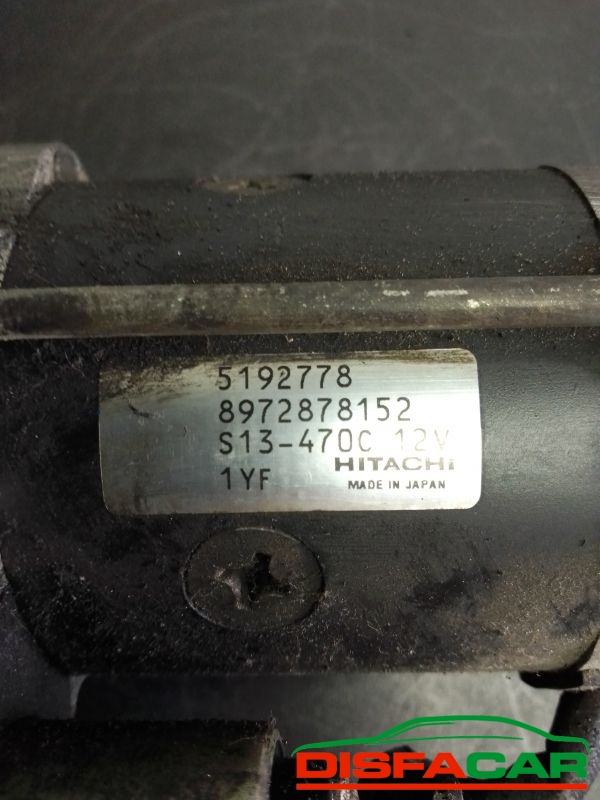 5192778
8972878152
S13-470C 12V
HITACHI
1YF
MADE IN JAPAN
DISFACAR